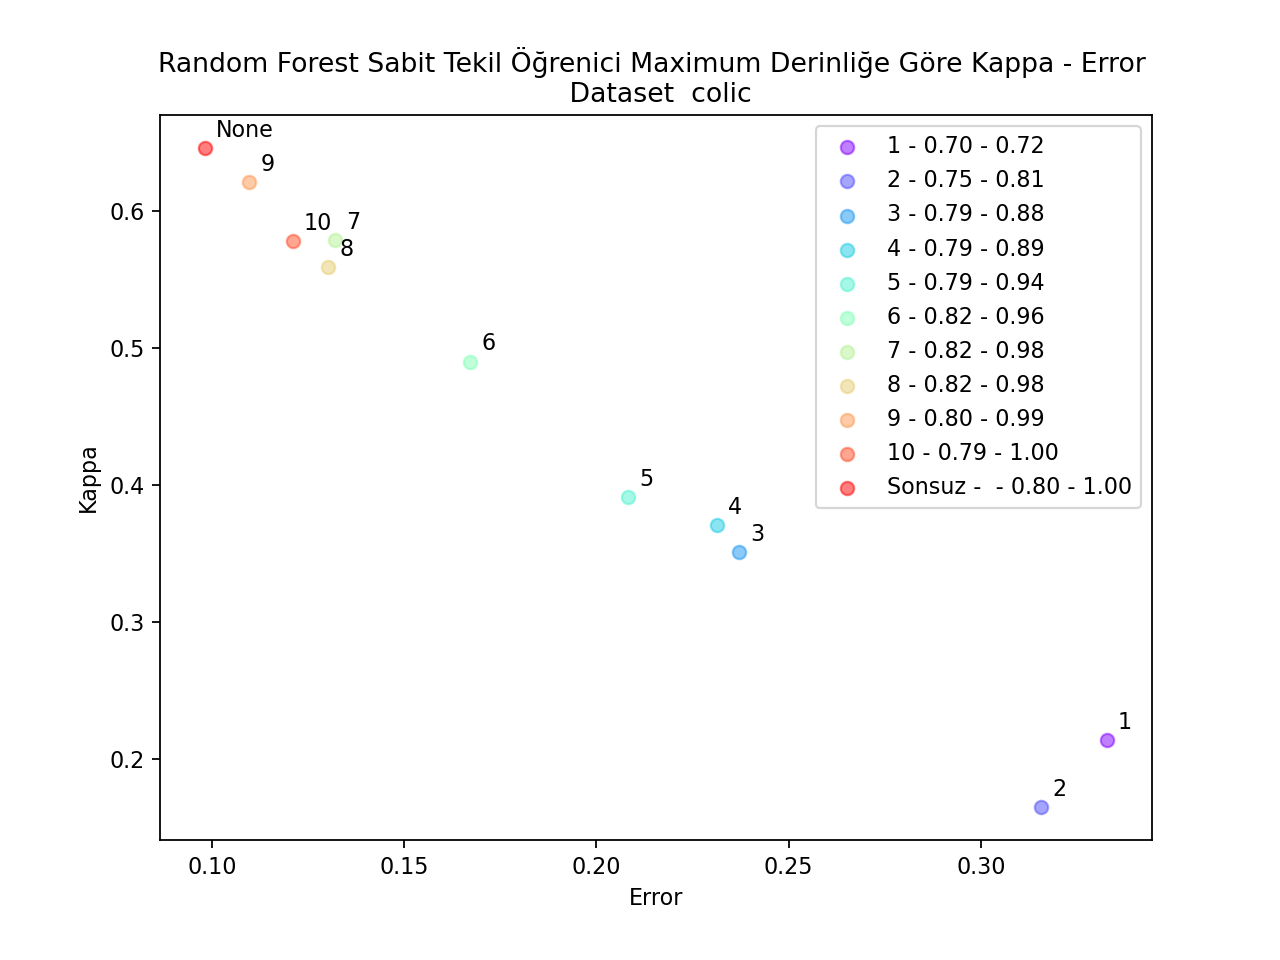 Random Forest Sabit Tekil Öğrenici Maximum Derinliğe Göre Kappa - Error
Dataset  colic
None
9
10
7
8
6
5
4
3
1
2
1 - 0.70 - 0.72
2 - 0.75 - 0.81
3 - 0.79 - 0.88
4 - 0.79 - 0.89
5 - 0.79 - 0.94
6 - 0.82 - 0.96
7 - 0.82 - 0.98
8 - 0.82 - 0.98
9 - 0.80 - 0.99
10 - 0.79 - 1.00
Sonsuz -  - 0.80 - 1.00
Kappa
0.6
0.5
0.4
0.3
0.2
0.10
0.15
0.20
0.25
0.30
Error